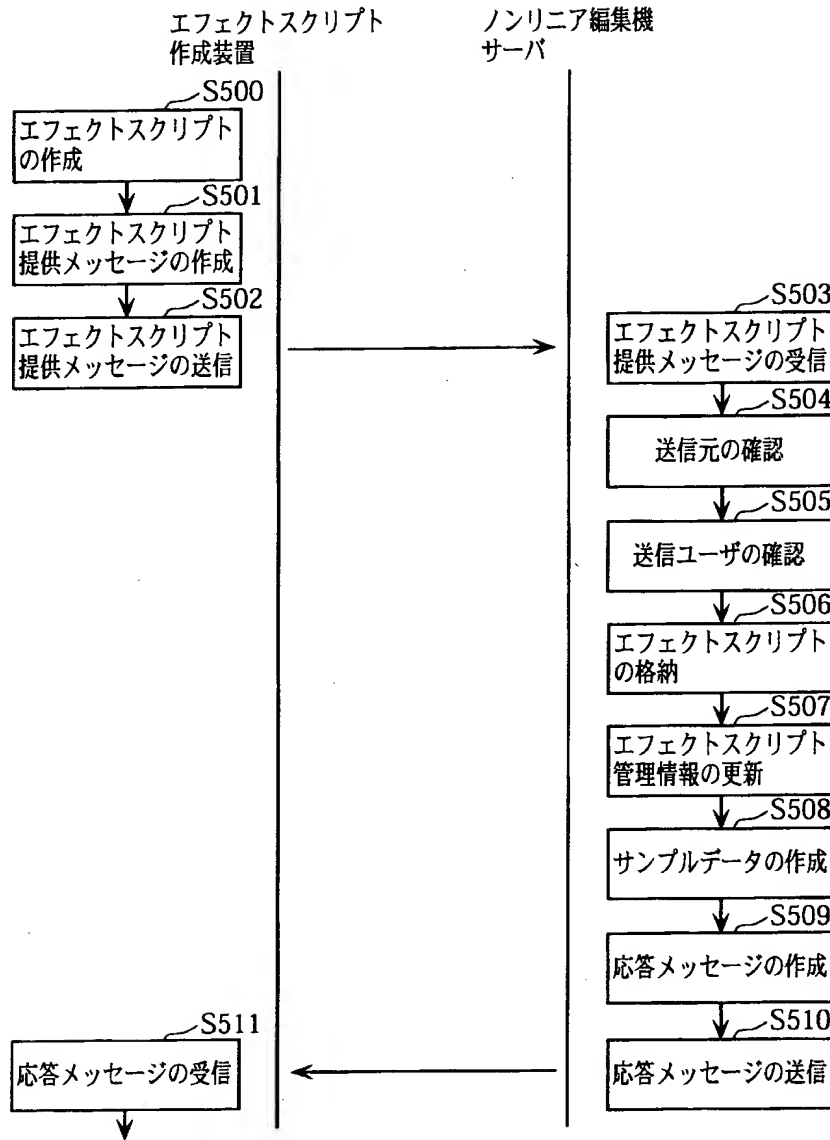 エフェクトスクリプト
作成装置
ノンリニア編集機
サーバ
S500
エフェクトスクリプト
の作成
S501
エフェクトスクリプト
提供メッセージの作成
S502
エフェクトスクリプト
提供メッセージの送信
S503
エフェクトスクリプト
提供メッセージの受信
S504
送信元の確認
S505
送信ユーザの確認
S506
エフェクトスクリプト
の格納
S507
エフェクトスクリプト
管理情報の更新
S508
サンプルデータの作成
S509
応答メッセージの作成
S510
応答メッセージの送信
S511
応答メッセージの受信